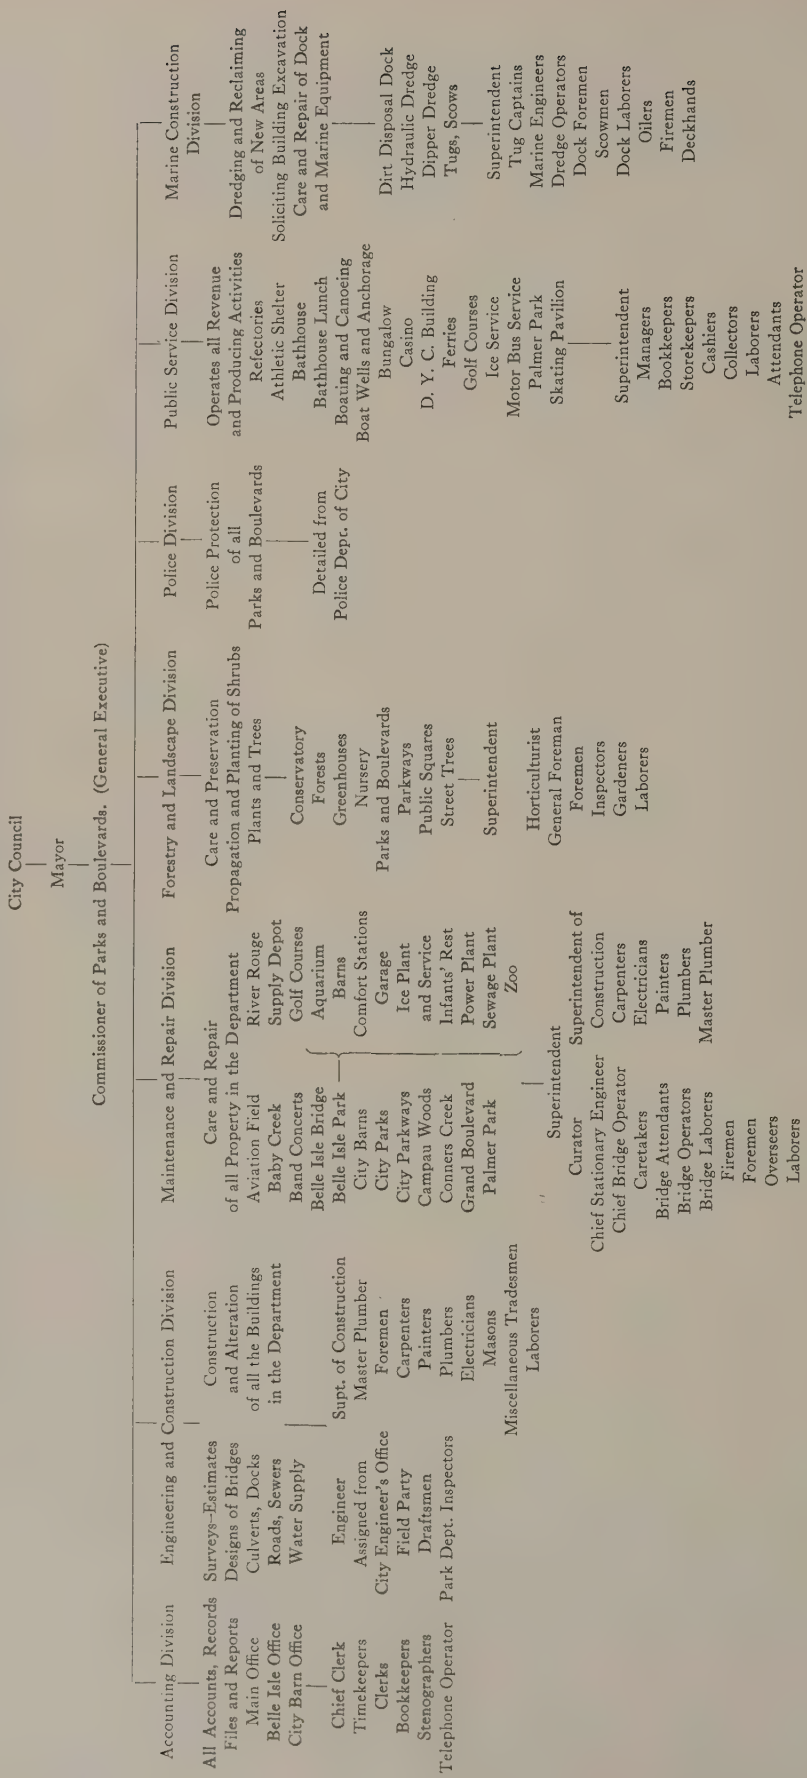 City Council
Mayor
Commissioner of Parks and Boulevards. (General Executive)
Accounting Division
All Accounts, Records
Files and Reports
Main Office
Belle Isle Office
City Barn Office
Chief Clerk
Timekeepers
Clerks
Bookkeepers
Stenographers
Telephone Operator
Engineering and Construction Division
Surveys--Estimates
Designs of Bridges
Culverts, Docks
Roads, Sewers
Water Supply
Engineer
Assigned from
City Engineer's Office
Field Party
Draftsmen
Park Dept. Inspectors
Construction
and Alteration
of all the Buildings
in the Department
Supt. of Construction
Master Plumber
Foremen
Carpenters
Painters
Plumbers
Electricians
Masons
Miscellaneous Tradesmen
Laborers
Maintenance and Repair Division
Care and Repair
of all Property in the Department
Aviation Field
Baby Creek
Band Concerts
Belle Isle Bridge
Belle Isle Park
City Barns
City Parks
City Parkways
Campau Woods
Conners Creek
Grand Boulevard
Palmer Park
River Rouge
Supply Depot
Golf Courses
Aquarium
Barns
Comfort Stations
Garage
Ice Plant
and Service
Infants' Rest
Power Plant
Sewage Plant
Zoo
Superintendent
Curator
Chief Stationary Engineer
Chief Bridge Operator
Caretakers
Bridge Attendants
Bridge Operators
Bridge Laborers
Firemen
Foremen
Overseers
Laborers
Superintendent of
Construction
Carpenters
Electricians
Painters
Plumbers
Master Plumber
Forestry and Landscape Division
Care and Preservation
Propagation and Planting of Shrubs
Plants and Trees
Conservatory
Forests
Greenhouses
Nursery
Parks and Boulevards
Parkways
Public Squares
Street Trees
Superintendent
Horticulturist
General Foreman
Foremen
Inspectors
Gardeners
Laborers
Police Division
Police Protection
of all
Parks and Boulevards
Detailed from
Police Dept. of City
Public Service Division
Operates all Revenue
and Producing Activities
Refectories
Athletic Shelter
Bathhouse
Bathhouse Lunch
Boating and Canoeing
Boat Wells and Anchorage
Bungalow
Casino
D. Y. C. Building
Ferries
Golf Courses
Ice Service
Motor Bus Service
Palmer Park
Skating Pavilion
Superintendent
Managers
Bookkeepers
Storekeepers
Cashiers
Collectors
Laborers
Attendants
Telephone Operator
Marine Construction
Division
Dredging and Reclaiming
of New Areas
Soliciting Building Excavation
Care and Repair of Dock
and Marine Equipment
Dirt Disposal Dock
Hydraulic Dredge
Dipper Dredge
Tugs, Scows
Superintendent
Tug Captains
Marine Engineers
Dredge Operators
Dock Foremen
Scowmen
Dock Laborers
Oilers
Firemen
Deckhands